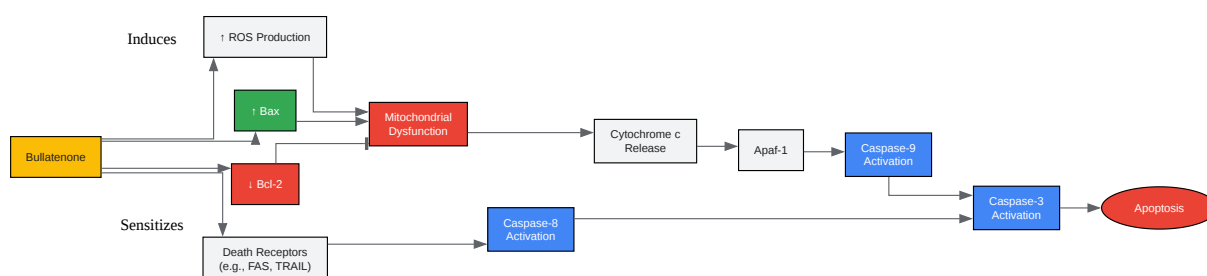 Induces
↑ ROS Production
↑ Bax
Mitochondrial
Dysfunction
Bullatenone
↓ Bcl-2
Cytochrome c
Release
Apaf-1
Caspase-9
Activation
Caspase-3
Activation
Apoptosis
Sensitizes
Caspase-8
Activation
Death Receptors
(e.g., FAS, TRAIL)